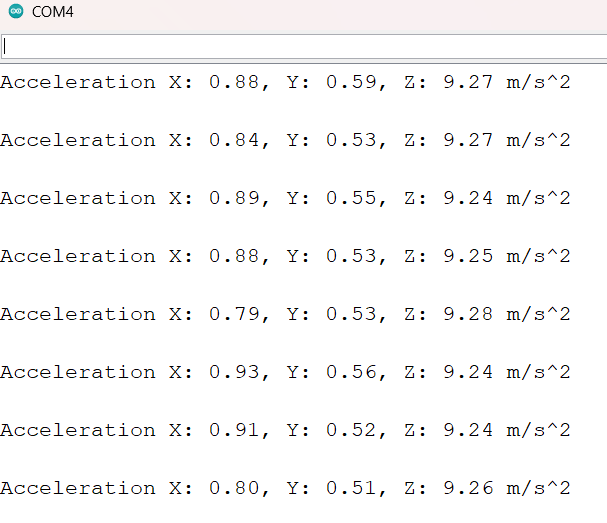 COM4
Acceleration X: 0.88, Y: 0.59, Z: 9.27 m/s^2
Acceleration X: 0.84, Y: 0.53, Z: 9.27 m/s^2
Acceleration X: 0.89, Y: 0.55, Z: 9.24 m/s^2
Acceleration X: 0.88, Y: 0.53, Z: 9.25 m/s^2
Acceleration X: 0.79, Y: 0.53, Z: 9.28 m/s^2
Acceleration X: 0.93, Y: 0.56, Z: 9.24 m/s^2
Acceleration X: 0.91, Y: 0.52, Z: 9.24 m/s^2
Acceleration X: 0.80, Y: 0.51, Z: 9.26 m/s^2